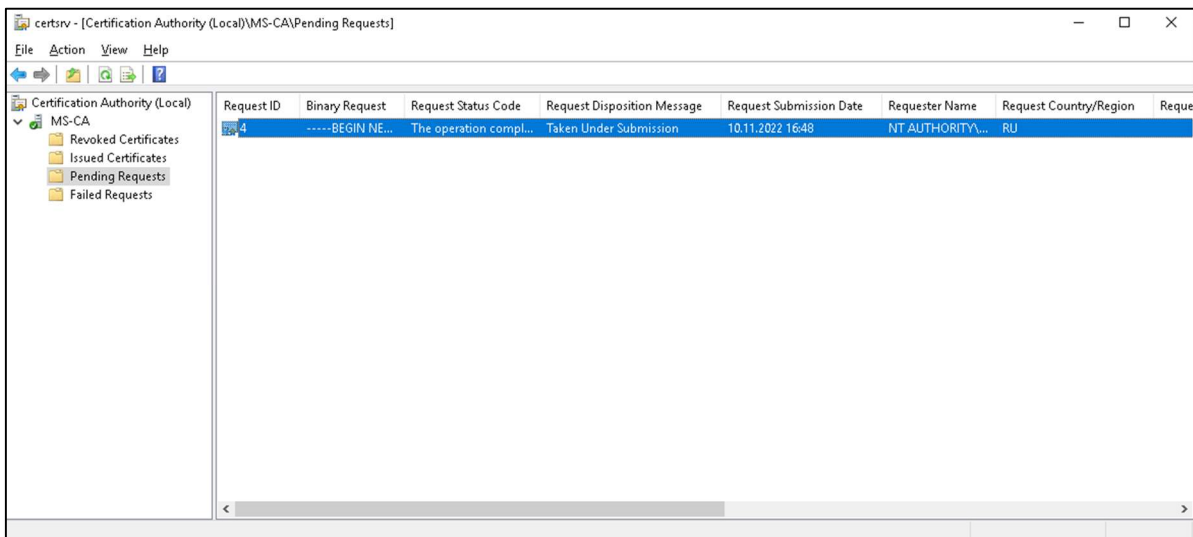 certsrv - [Certification Authority (Local)\MS-CA\Pending Requests]
File Action View Help
Certification Authority (Local)
MS-CA
Revoked Certificates
Issued Certificates
Pending Requests
Failed Requests
Request ID Binary Request Request Status Code Request Disposition Message Request Submission Date Requester Name Request Country/Region Reque
4 -----BEGIN NE... The operation compl... Taken Under Submission 10.11.2022 16:48 NT AUTHORITY\... RU